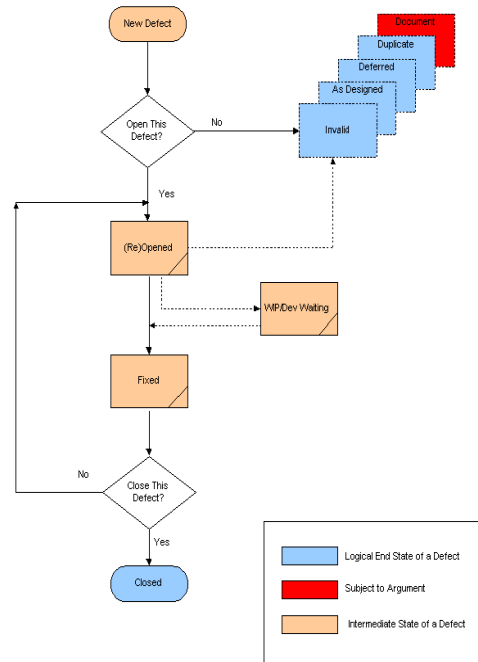 New Defect
Document
Duplicate
Deferred
As Designed
Invalid
Open This
Defect?
No
Yes
(Re)Opened
WIP/Dev Waiting
Fixed
No
Close This
Defect?
Yes
Closed
Logical End State of a Defect
Subject to Argument
Intermediate State of a Defect